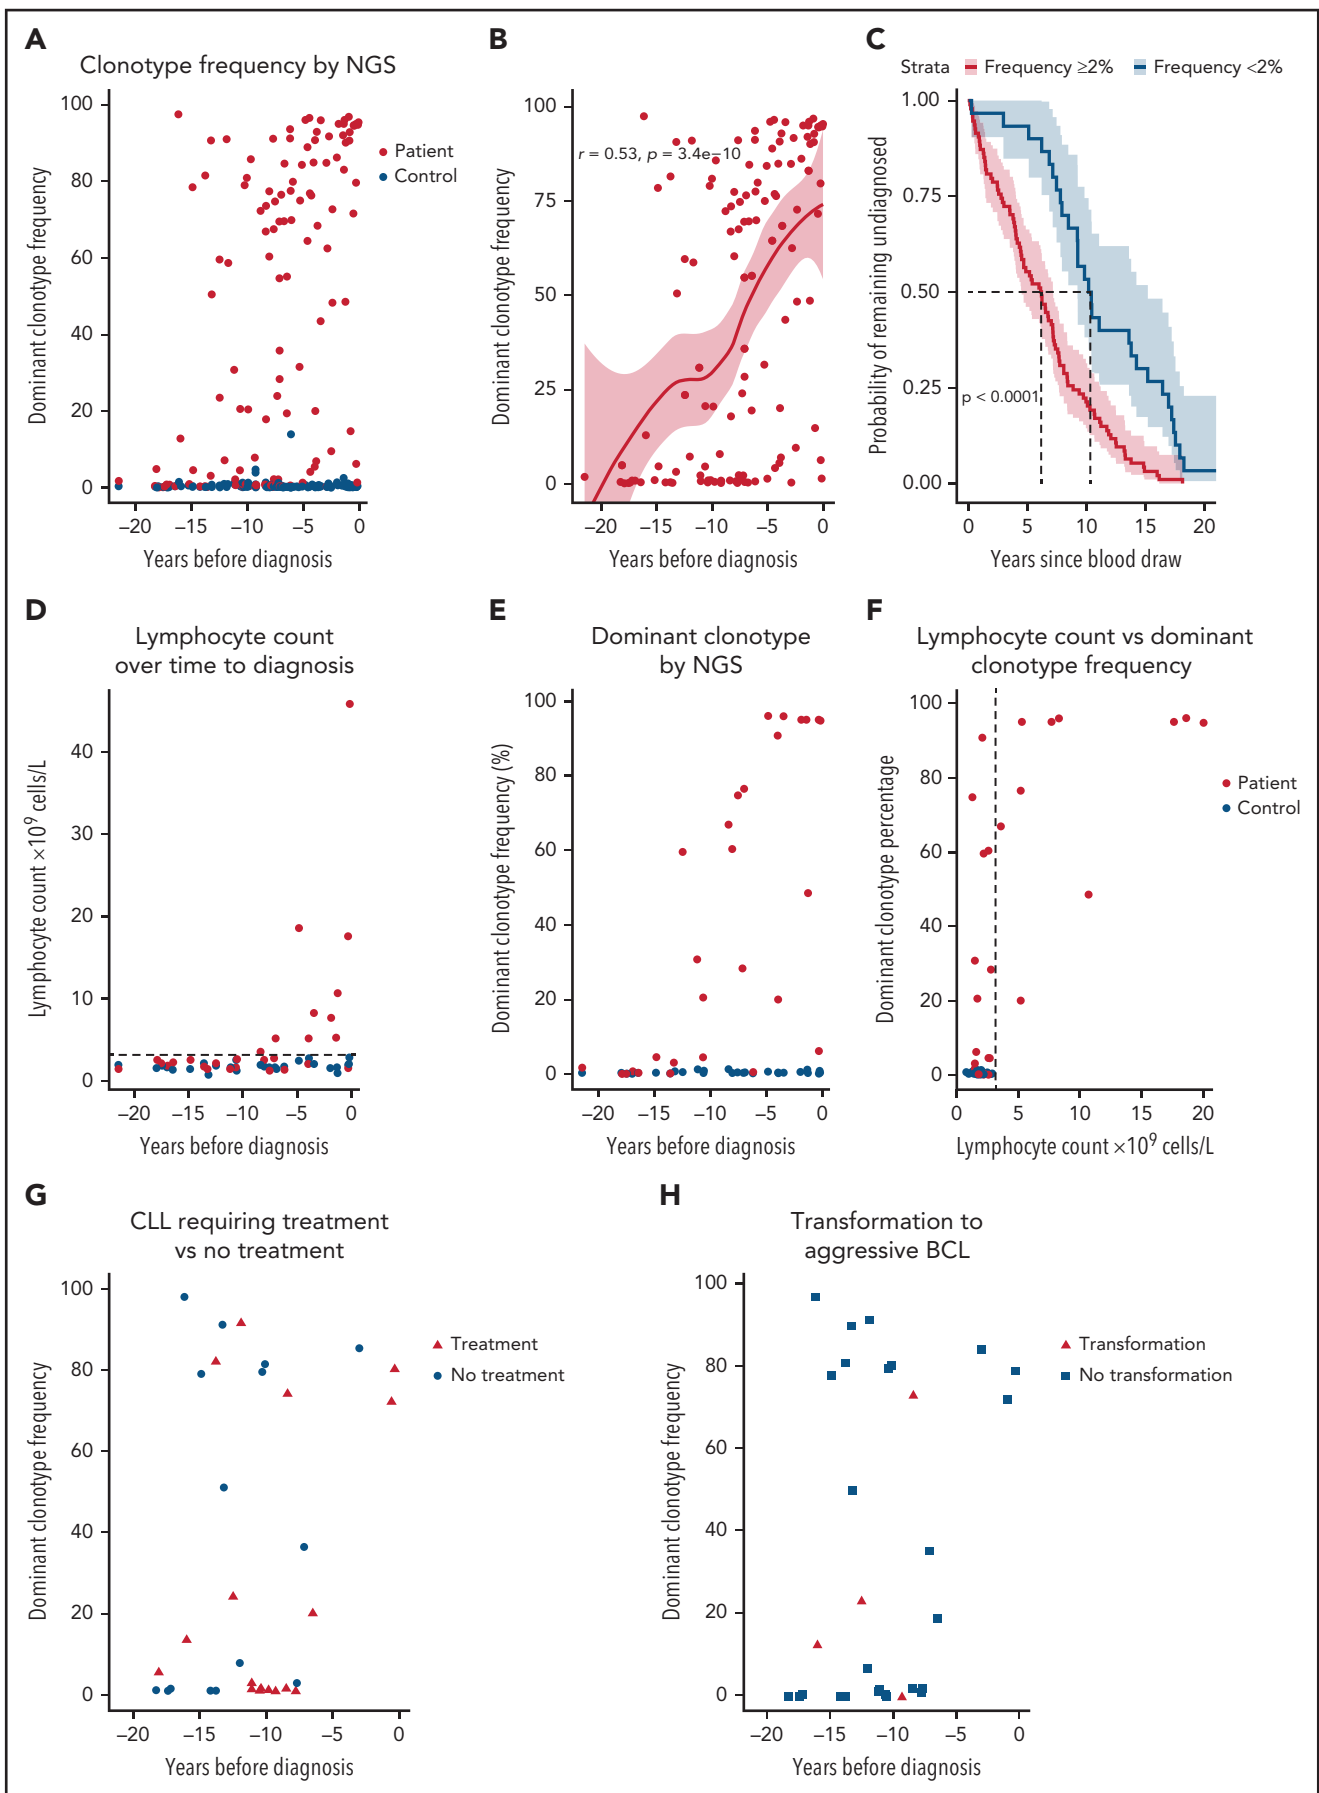 A
Clonotype frequency by NGS
Dominant clonotype frequency
100
80
60
40
20
0
−20 −15 −10 −5 0
Years before diagnosis
Patient
Control
B
r = 0.53, p = 3.4e−10
Dominant clonotype frequency
100
75
50
25
0
−20 −15 −10 −5 0
Years before diagnosis
C
Strata Frequency ≥2% Frequency <2%
Probability of remaining undiagnosed
1.00
0.75
0.50
0.25
0.00
p < 0.0001
0 5 10 15 20
Years since blood draw
D
Lymphocyte count
over time to diagnosis
Lymphocyte count ×10⁹ cells/L
40
30
20
10
0
−20 −15 −10 −5 0
Years before diagnosis
E
Dominant clonotype
by NGS
Dominant clonotype frequency (%)
100
80
60
40
20
0
−20 −15 −10 −5 0
Years before diagnosis
F
Lymphocyte count vs dominant
clonotype frequency
Dominant clonotype percentage
100
80
60
40
20
0
0 5 10 15 20
Lymphocyte count ×10⁹ cells/L
Patient
Control
G
CLL requiring treatment
vs no treatment
Dominant clonotype frequency
100
80
60
40
20
0
−20 −15 −10 −5 0
Years before diagnosis
Treatment
No treatment
H
Transformation to
aggressive BCL
Dominant clonotype frequency
100
80
60
40
20
0
−20 −15 −10 −5 0
Years before diagnosis
Transformation
No transformation